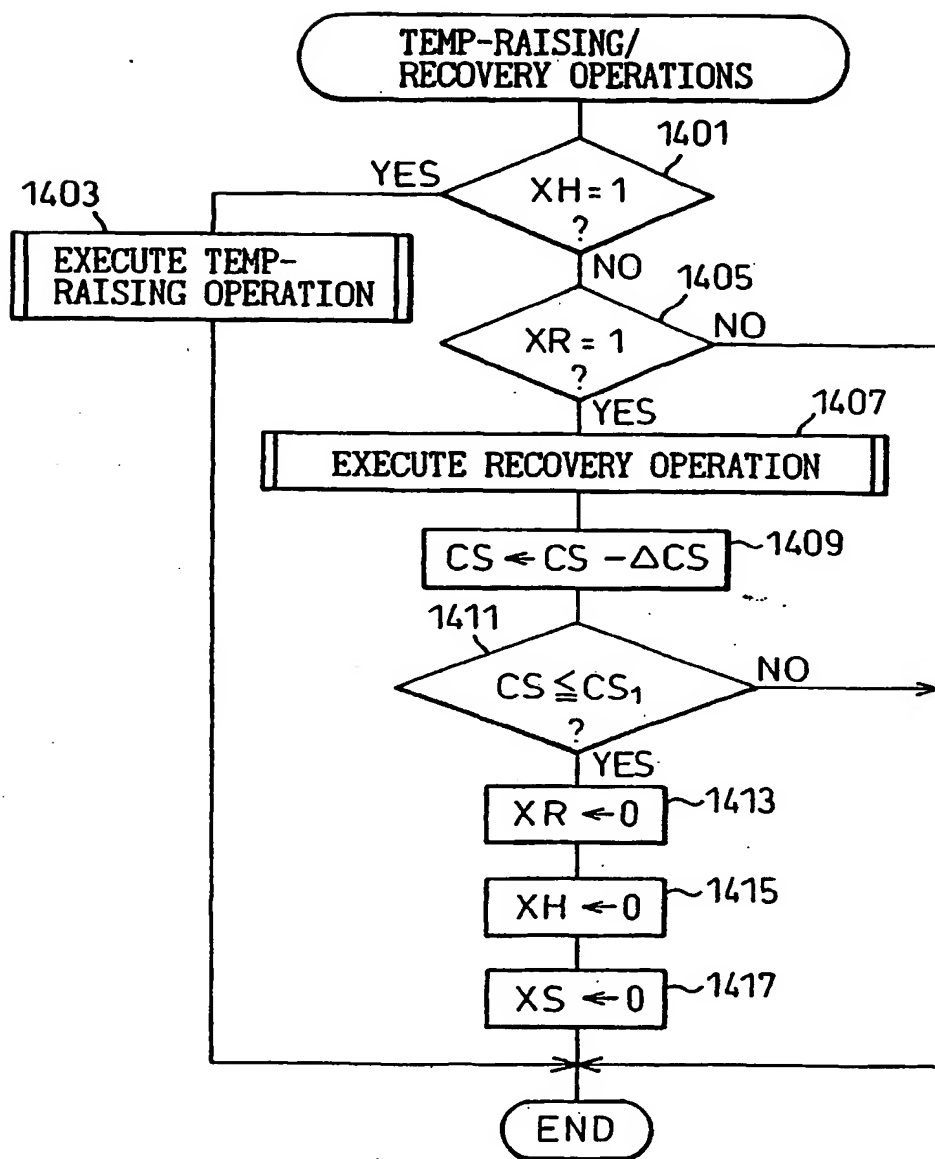 TEMP-RAISING/
RECOVERY OPERATIONS
1401
YES
XH = 1
?
1403
EXECUTE TEMP-
RAISING OPERATION
NO
1405
XR = 1
?
NO
YES
1407
EXECUTE RECOVERY OPERATION
CS ← CS − △CS
1409
1411
CS ≦ CS₁
?
NO
YES
XR ← 0
1413
XH ← 0
1415
XS ← 0
1417
END